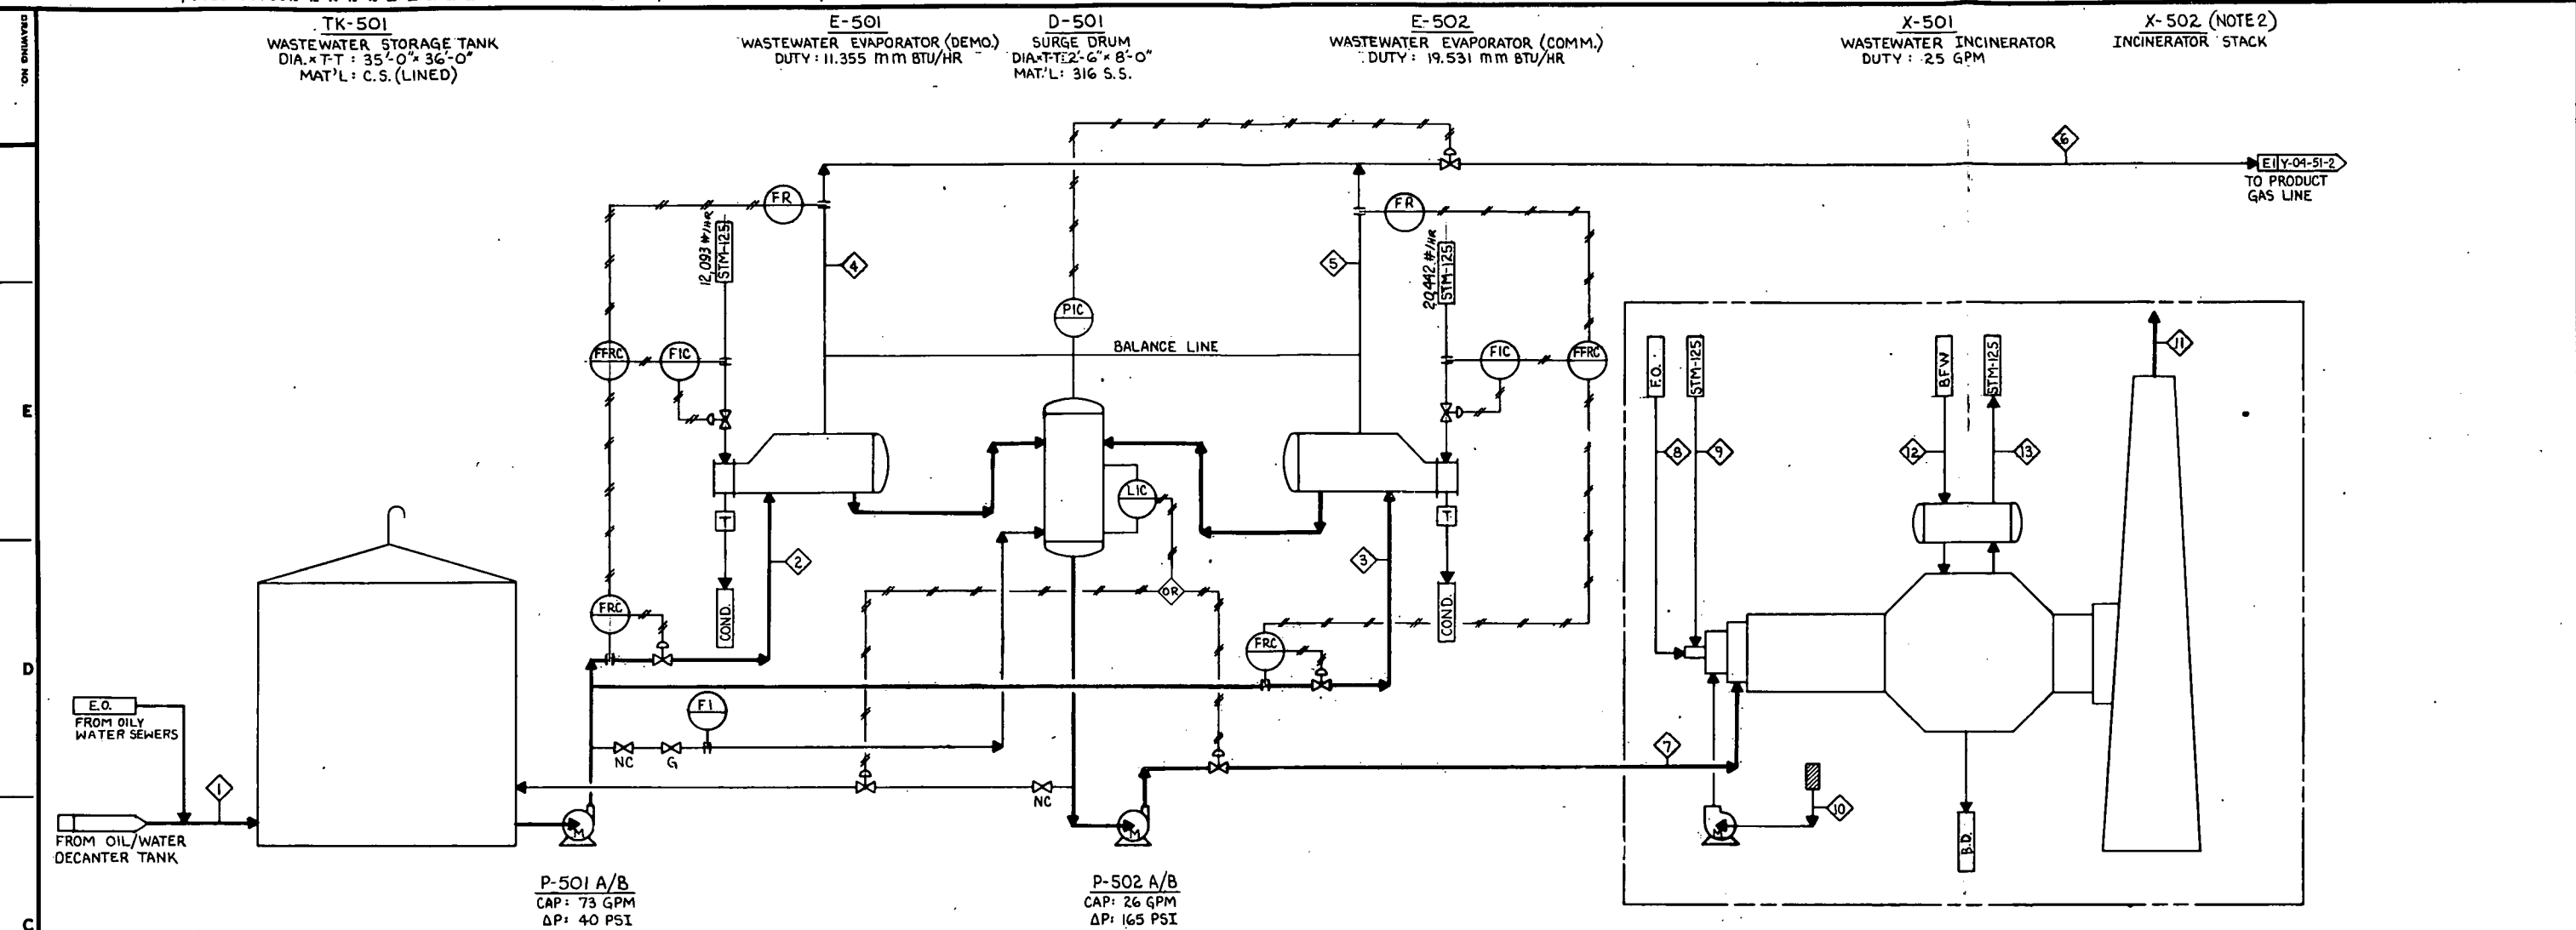 DRAWING NO.
TK-501
WASTEWATER STORAGE TANK
DIA.×T-T : 35'-0"× 36'-0"
MAT'L: C.S. (LINED)
E-501
WASTEWATER EVAPORATOR (DEMO.)
DUTY: 11.355 mm BTU/HR
D-501
SURGE DRUM
DIA×T-T: 2'-6"× 8'-0"
MAT.'L: 316 S.S.
E-502
WASTEWATER EVAPORATOR (COMM.)
DUTY: 19.531 mm BTU/HR
X-501
WASTEWATER INCINERATOR
DUTY: 25 GPM
X-502 (NOTE 2)
INCINERATOR STACK
6
E1 Y-04-51-2
TO PRODUCT
GAS LINE
FR
12,093 #/HR
STM-125
4
5
FR
20,442 #/HR
STM-125
PIC
FFRC
FIC
BALANCE LINE
FIC
FFRC
F.O.
STM-125
BFW
STM-125
11
E
8
9
12
13
LIC
T
T
2
3
OR
COND.
COND.
FRC
FRC
D
E.O.
FROM OILY
WATER SEWERS
FI
NC
G
7
1
NC
10
M
M
M
B.D.
FROM OIL/WATER
DECANTER TANK
P-501 A/B
CAP: 73 GPM
ΔP: 40 PSI
P-502 A/B
CAP: 26 GPM
ΔP: 165 PSI
C